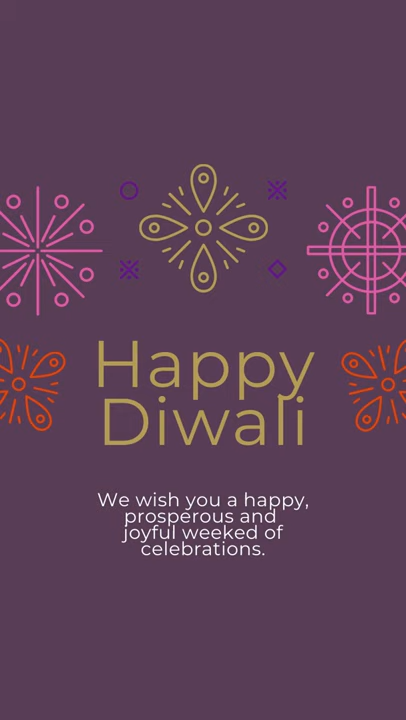 Happy
Diwali
We wish you a happy,
prosperous and
joyful weeked of
celebrations.